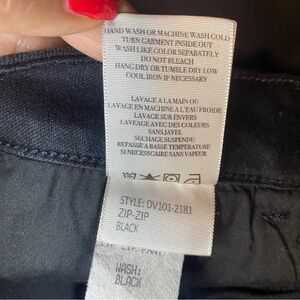 HAND WASH OR MACHINE WASH COLD
TURN GARMENT INSIDE OUT
WASH LIKE COLOR SEPARATELY
DO NOT BLEACH
HANG DRY OR TUMBLE DRY LOW
COOL IRON IF NECESSARY
LAVAGE A LA MAIN OU
LAVAGE EN MACHINE A L'EAU FROIDE
LAVAGE SUR ENVERS
LAVAGE AVEC DES COULEURS
SANS JAVEL
SECHAGE SUSPENDU
REPASSE A BASSE TEMPERATURE
SI NECESSCAIRE SANS VAPEUR
STYLE: DV101-2181
ZIP-ZIP
BLACK
WASH:
BLACK